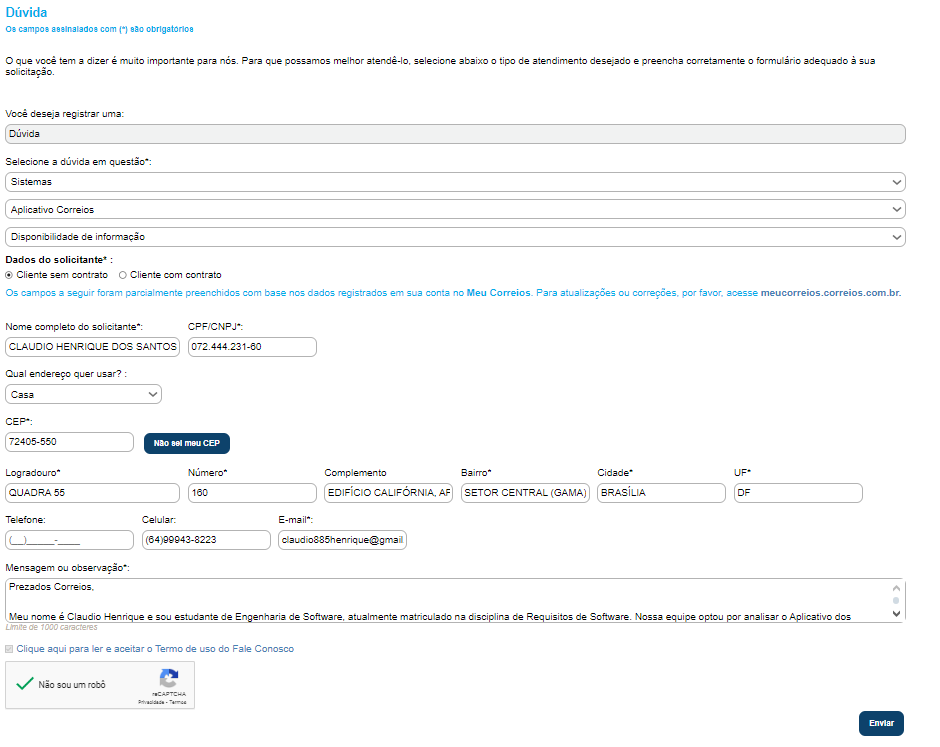 Dúvida
Os campos assinalados com (*) são obrigatórios
O que você tem a dizer é muito importante para nós. Para que possamos melhor atendê-lo, selecione abaixo o tipo de atendimento desejado e preencha corretamente o formulário adequado à sua
solicitação.
Você deseja registrar uma:
Dúvida
Selecione a dúvida em questão*:
Sistemas
Aplicativo Correios
Disponibilidade de informação
Dados do solicitante* :
Cliente sem contrato Cliente com contrato
Os campos a seguir foram parcialmente preenchidos com base nos dados registrados em sua conta no Meu Correios. Para atualizações ou correções, por favor, acesse meucorreios.correios.com.br.
Nome completo do solicitante*: CPF/CNPJ*:
CLAUDIO HENRIQUE DOS SANTOS 072.444.231-60
Qual endereço quer usar? :
Casa
CEP*:
72405-550 Não sei meu CEP
Logradouro* Número* Complemento Bairro* Cidade* UF*
QUADRA 55 160 EDIFÍCIO CALIFÓRNIA, AP SETOR CENTRAL (GAMA) BRASÍLIA DF
Telefone: Celular: E-mail*:
(__)_____-____ (64)99943-8223 claudio885henrique@gmail
Mensagem ou observação*:
Prezados Correios,
Meu nome é Claudio Henrique e sou estudante de Engenharia de Software, atualmente matriculado na disciplina de Requisitos de Software. Nossa equipe optou por analisar o Aplicativo dos
Limite de 1000 caracteres
Clique aqui para ler e aceitar o Termo de uso do Fale Conosco
Não sou um robô
reCAPTCHA
Privacidade - Termos
Enviar